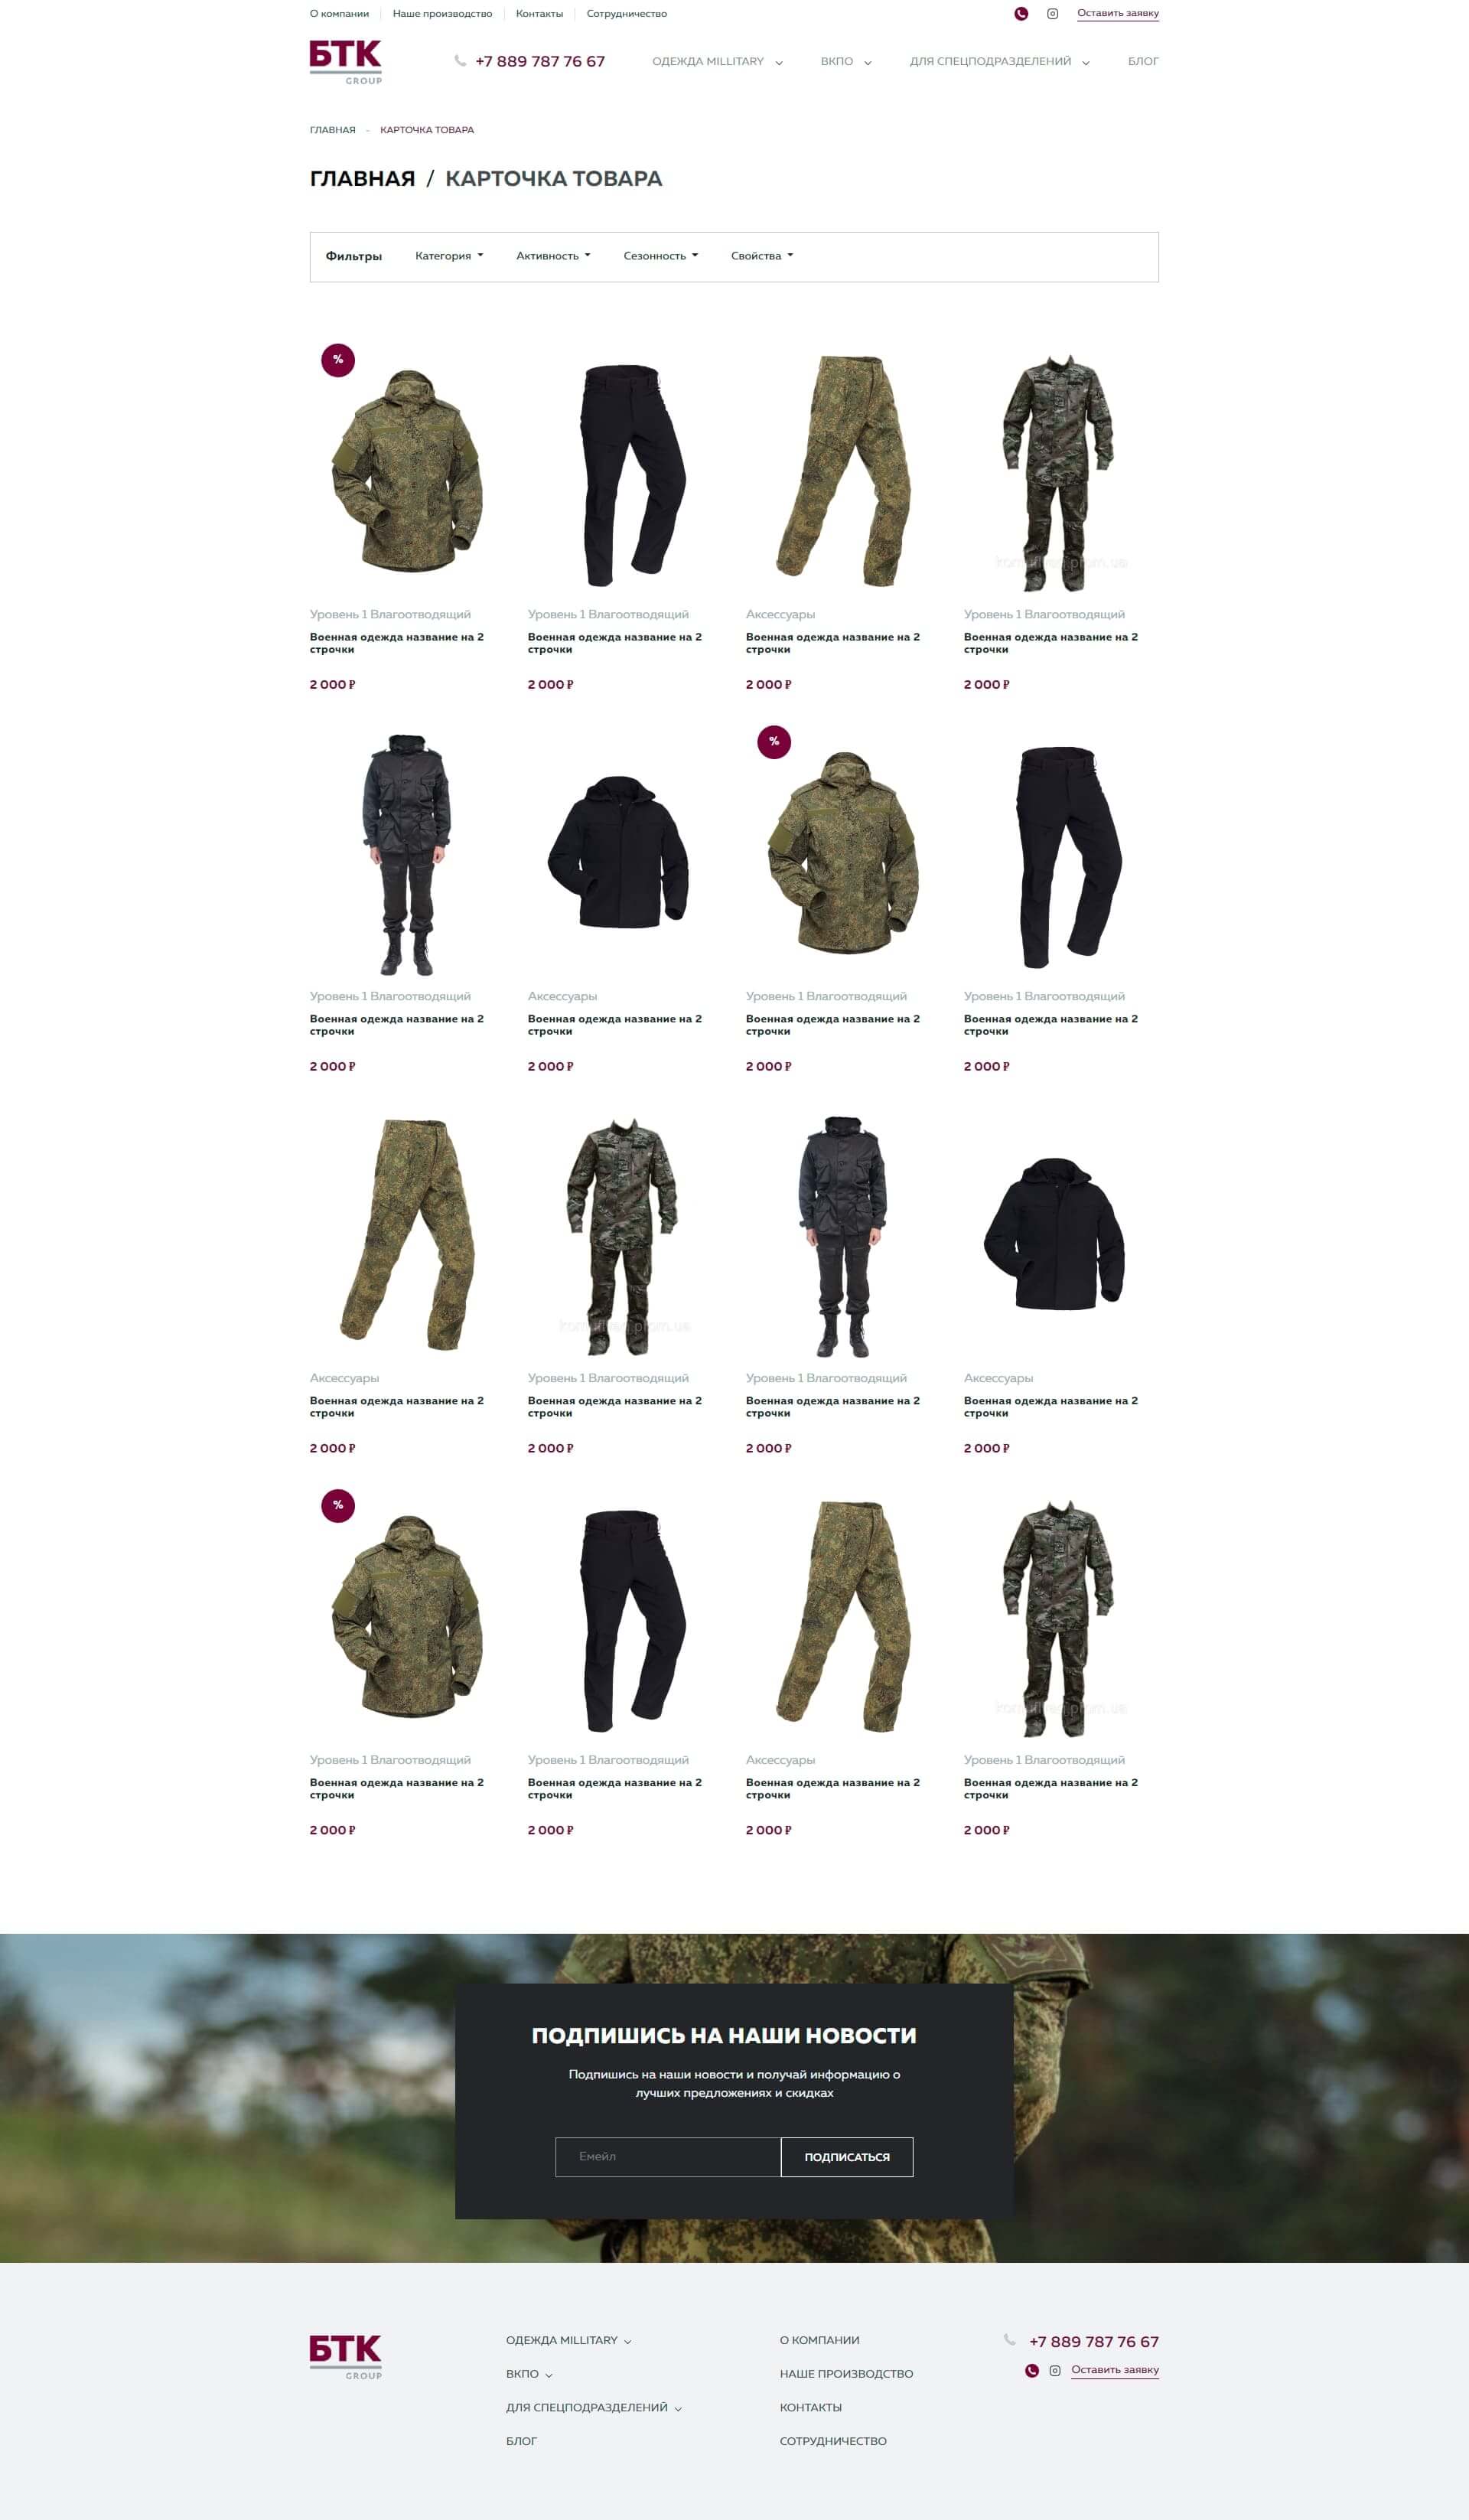 О компании Наше производство Контакты Сотрудничество Оставить заявку
БТК
GROUP
+7 889 787 76 67 ОДЕЖДА MILLITARY ВКПО ДЛЯ СПЕЦПОДРАЗДЕЛЕНИЙ БЛОГ
ГЛАВНАЯ - КАРТОЧКА ТОВАРА
ГЛАВНАЯ / КАРТОЧКА ТОВАРА
Фильтры Категория Активность Сезонность Свойства
%
Уровень 1 Влагоотводящий Уровень 1 Влагоотводящий Аксессуары Уровень 1 Влагоотводящий
Военная одежда название на 2 Военная одежда название на 2 Военная одежда название на 2 Военная одежда название на 2
строчки строчки строчки строчки
2 000 ₽ 2 000 ₽ 2 000 ₽ 2 000 ₽
%
Уровень 1 Влагоотводящий Аксессуары Уровень 1 Влагоотводящий Уровень 1 Влагоотводящий
Военная одежда название на 2 Военная одежда название на 2 Военная одежда название на 2 Военная одежда название на 2
строчки строчки строчки строчки
2 000 ₽ 2 000 ₽ 2 000 ₽ 2 000 ₽
Аксессуары Уровень 1 Влагоотводящий Уровень 1 Влагоотводящий Аксессуары
Военная одежда название на 2 Военная одежда название на 2 Военная одежда название на 2 Военная одежда название на 2
строчки строчки строчки строчки
2 000 ₽ 2 000 ₽ 2 000 ₽ 2 000 ₽
%
Уровень 1 Влагоотводящий Уровень 1 Влагоотводящий Аксессуары Уровень 1 Влагоотводящий
Военная одежда название на 2 Военная одежда название на 2 Военная одежда название на 2 Военная одежда название на 2
строчки строчки строчки строчки
2 000 ₽ 2 000 ₽ 2 000 ₽ 2 000 ₽
ПОДПИШИСЬ НА НАШИ НОВОСТИ
Подпишись на наши новости и получай информацию о
лучших предложениях и скидках
Емейл ПОДПИСАТЬСЯ
БТК
GROUP
ОДЕЖДА MILLITARY
ВКПО
ДЛЯ СПЕЦПОДРАЗДЕЛЕНИЙ
БЛОГ
О КОМПАНИИ
НАШЕ ПРОИЗВОДСТВО
КОНТАКТЫ
СОТРУДНИЧЕСТВО
+7 889 787 76 67
Оставить заявку